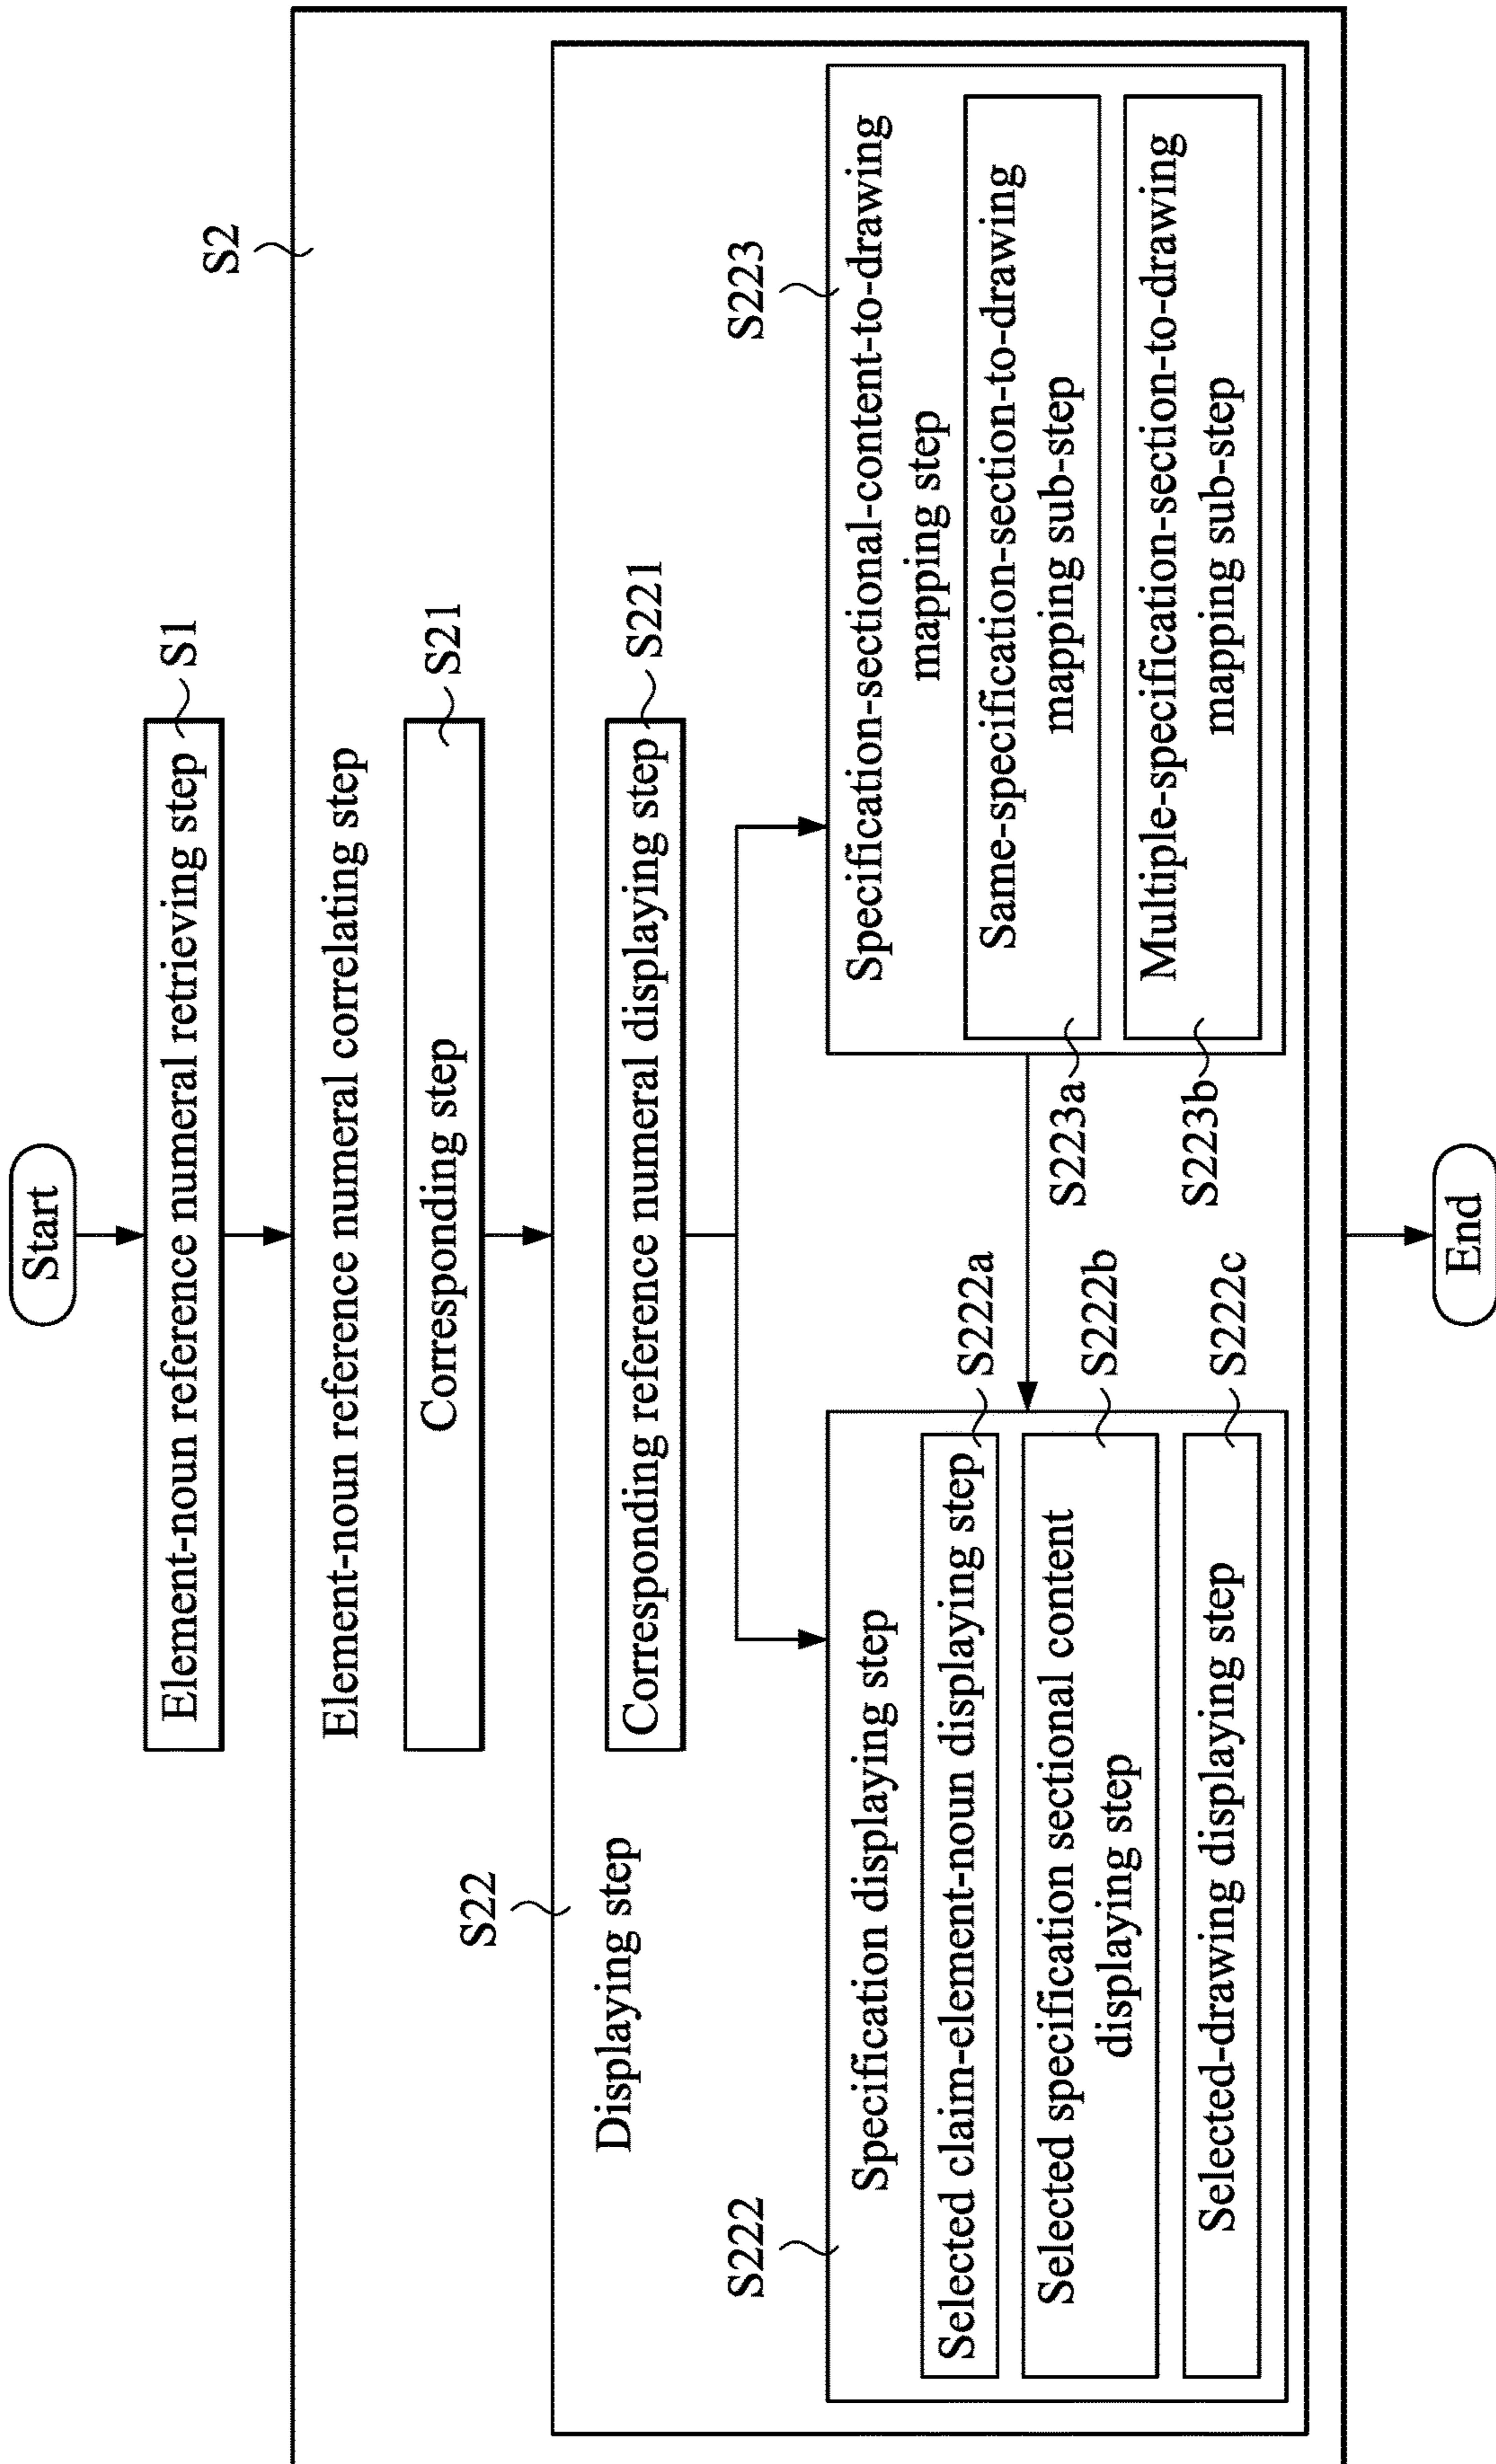 Start
Element-noun reference numeral retrieving step
S1
S2
Element-noun reference numeral correlating step
Corresponding step
S21
S22
Displaying step
Corresponding reference numeral displaying step
S221
S222
Specification displaying step
Selected claim-element-noun displaying step
S222a
Selected specification sectional content
displaying step
S222b
Selected-drawing displaying step
S222c
S223
Specification-sectional-content-to-drawing
mapping step
Same-specification-section-to-drawing
mapping sub-step
S223a
Multiple-specification-section-to-drawing
mapping sub-step
S223b
End